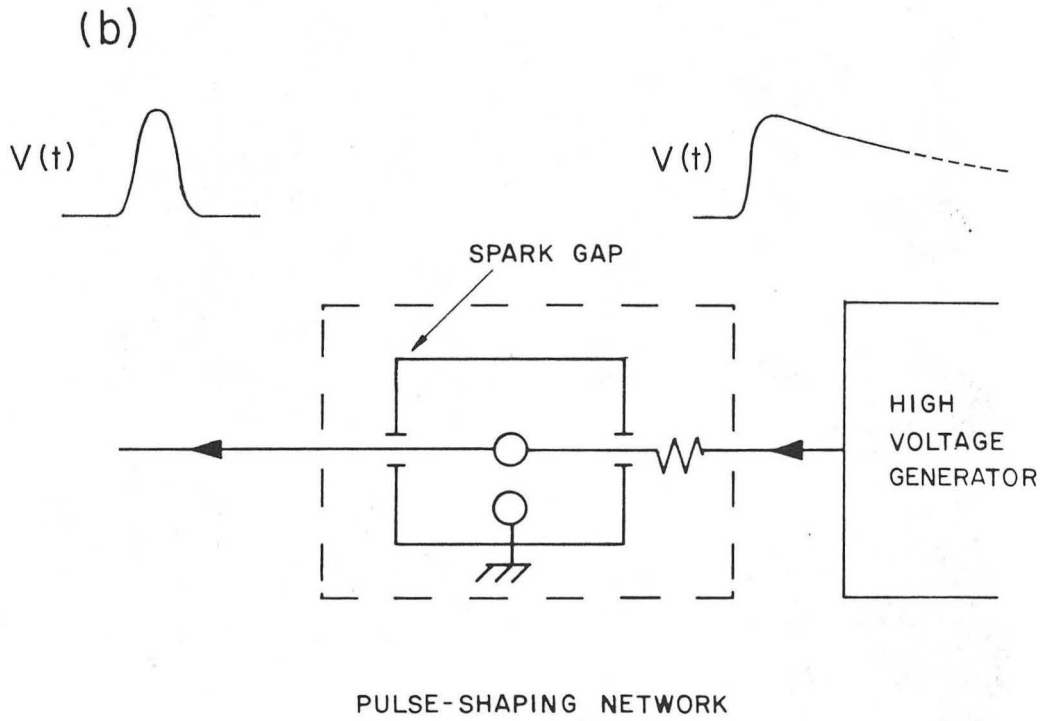 (b)
V(t)
V(t)
SPARK GAP
HIGH
VOLTAGE
GENERATOR
PULSE-SHAPING NETWORK